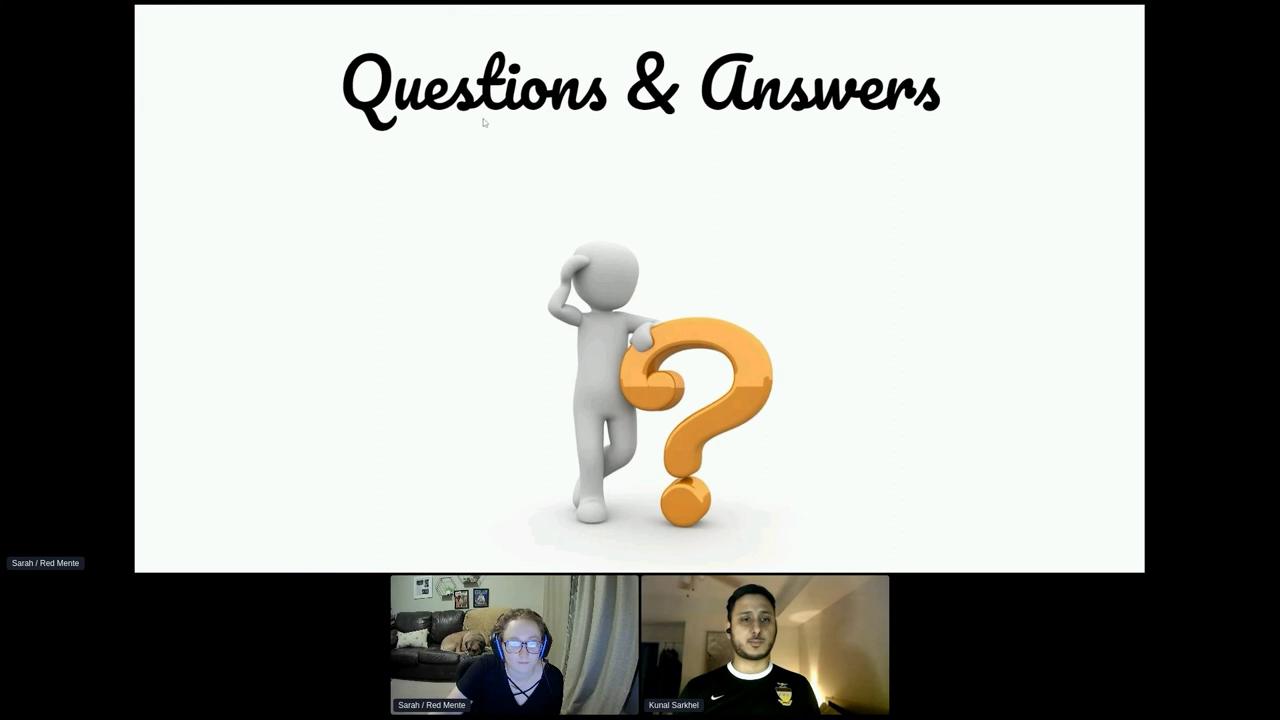 Questions & Answers
Sarah / Red Mente
Sarah / Red Mente
Kunal Sarkhel